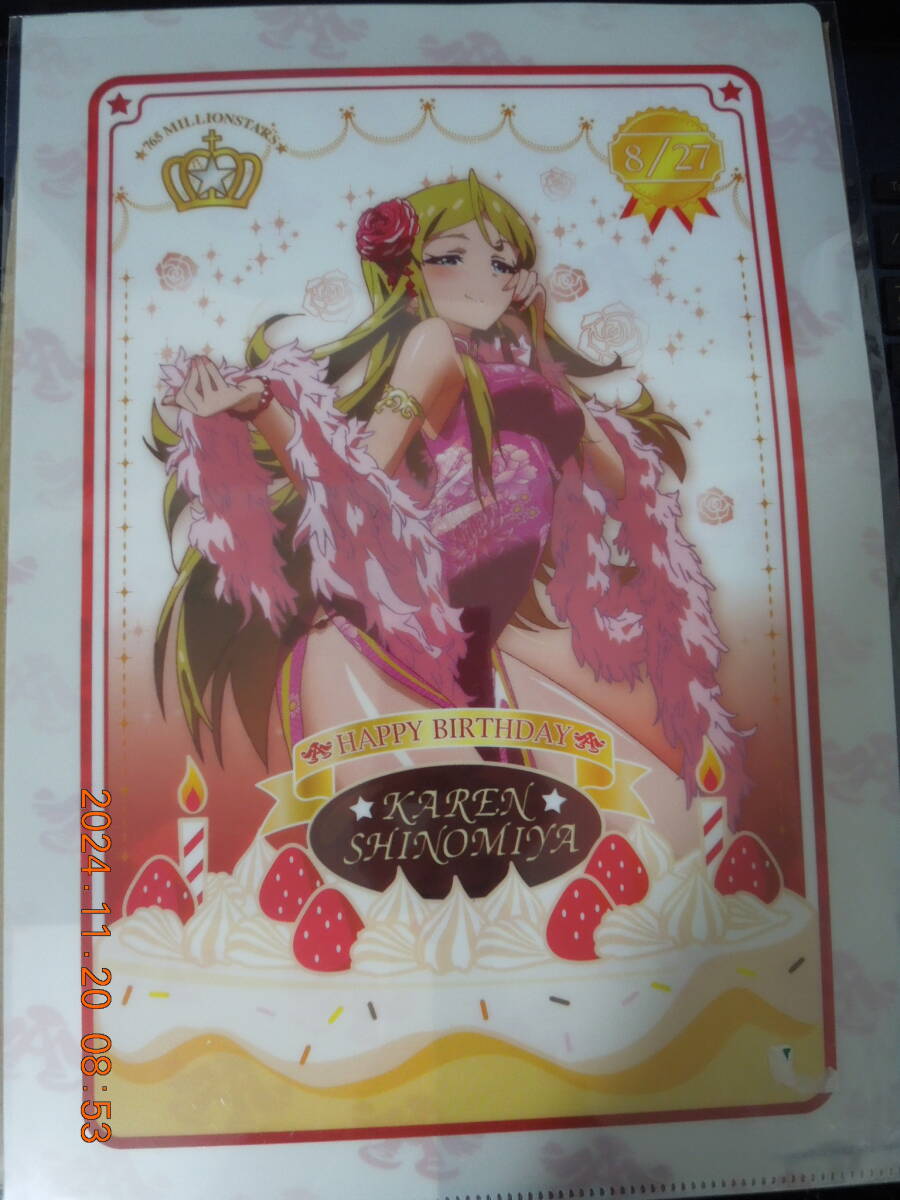 ★765 MILLIONSTARS★
8/27
HAPPY BIRTHDAY
★KAREN★
SHINOMIYA
2024.11.20 08:53